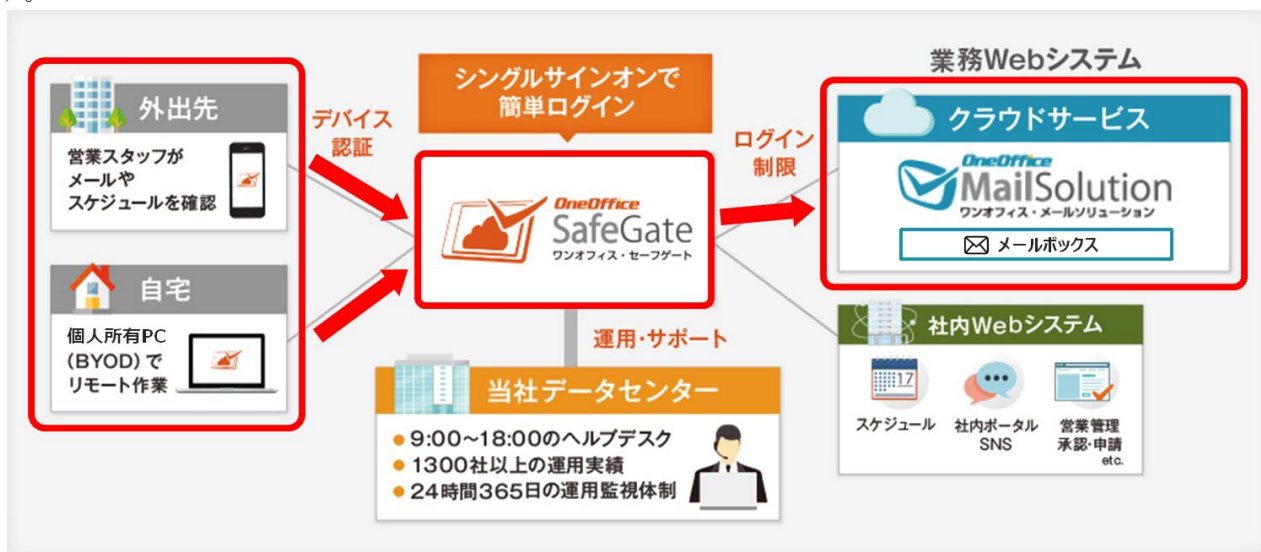 す。
外出先
営業スタッフが
メールや
スケジュールを確認
自宅
個人所有PC
(BYOD)で
リモート作業
デバイス
認証
シングルサインオンで
簡単ログイン
OneOffice
SafeGate
ワンオフィス・セーフゲート
運用・サポート
当社データセンター
●9:00～18:00のヘルプデスク
●1300社以上の運用実績
●24時間365日の運用監視体制
ログイン
制限
業務Webシステム
クラウドサービス
OneOffice
MailSolution
ワンオフィス・メールソリューション
メールボックス
社内Webシステム
17
スケジュール
社内ポータル
SNS
営業管理
承認・申請
etc.